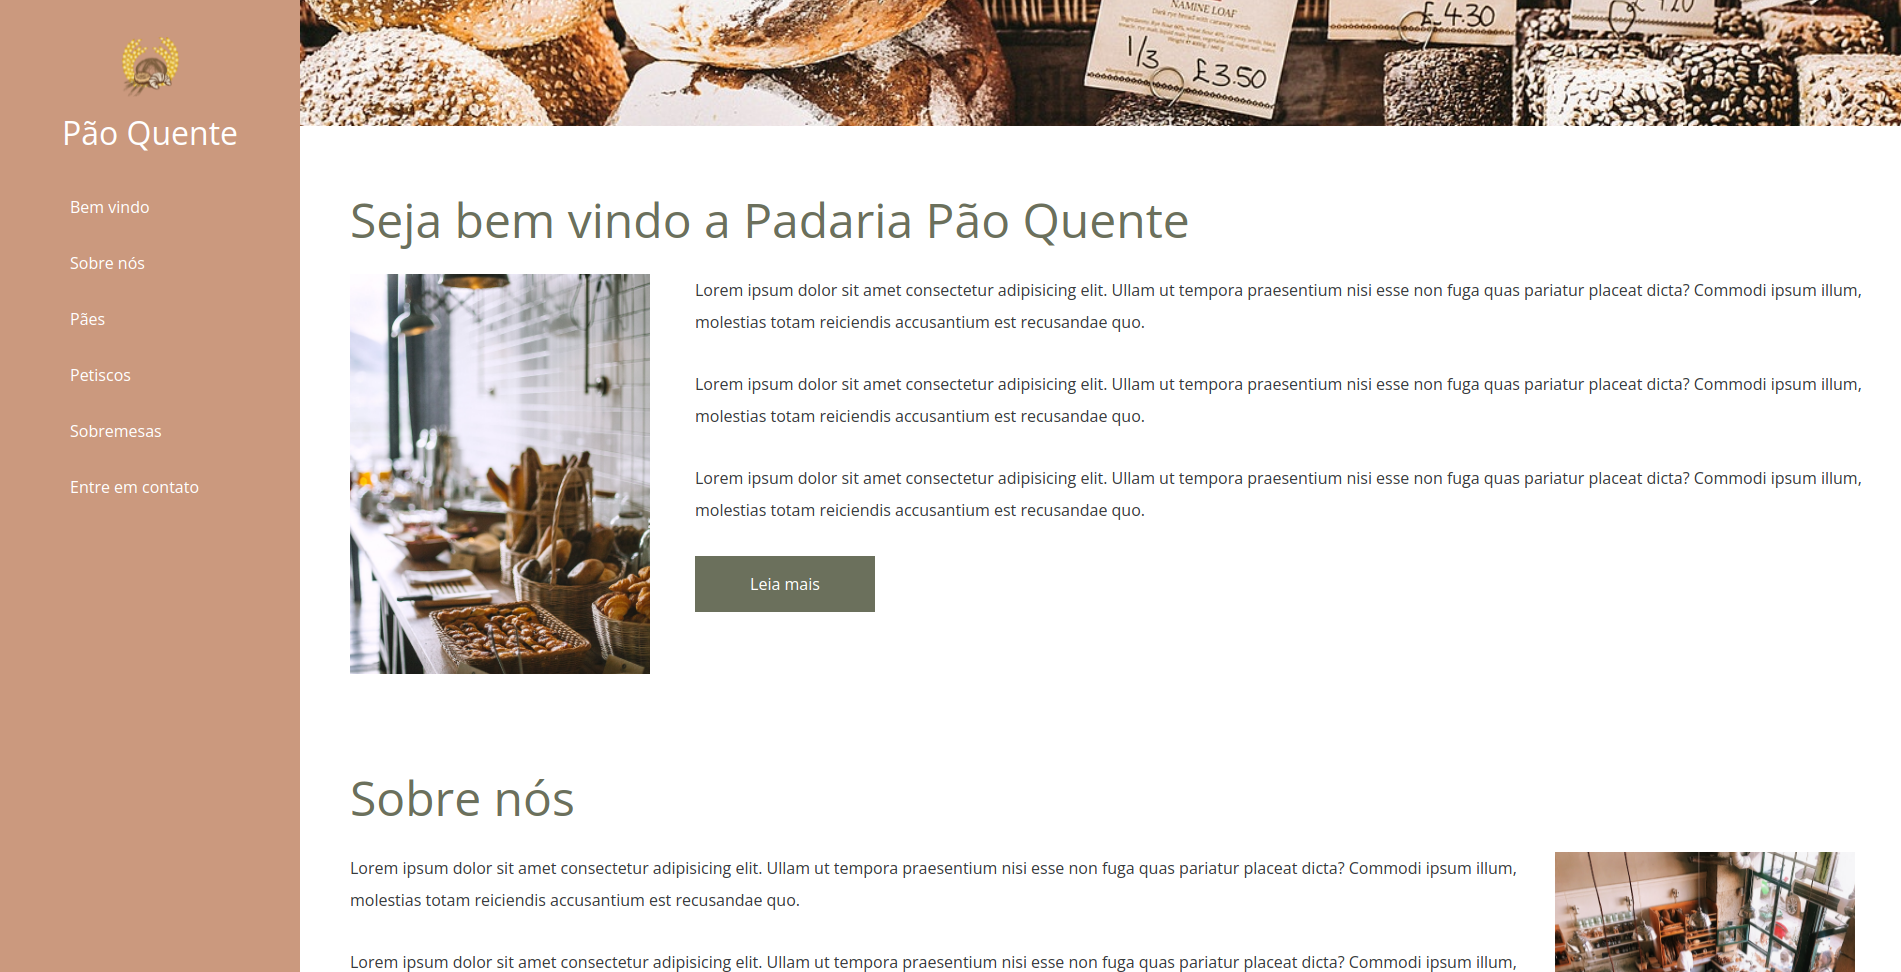 Pão Quente
Bem vindo
Sobre nós
Pães
Petiscos
Sobremesas
Entre em contato
NAMINE LOAF
Dark rye bread with caraway seeds
1/3
£3.50
£4.30
Seja bem vindo a Padaria Pão Quente
Lorem ipsum dolor sit amet consectetur adipisicing elit. Ullam ut tempora praesentium nisi esse non fuga quas pariatur placeat dicta? Commodi ipsum illum,
molestias totam reiciendis accusantium est recusandae quo.
Lorem ipsum dolor sit amet consectetur adipisicing elit. Ullam ut tempora praesentium nisi esse non fuga quas pariatur placeat dicta? Commodi ipsum illum,
molestias totam reiciendis accusantium est recusandae quo.
Lorem ipsum dolor sit amet consectetur adipisicing elit. Ullam ut tempora praesentium nisi esse non fuga quas pariatur placeat dicta? Commodi ipsum illum,
molestias totam reiciendis accusantium est recusandae quo.
Leia mais
Sobre nós
Lorem ipsum dolor sit amet consectetur adipisicing elit. Ullam ut tempora praesentium nisi esse non fuga quas pariatur placeat dicta? Commodi ipsum illum,
molestias totam reiciendis accusantium est recusandae quo.
Lorem ipsum dolor sit amet consectetur adipisicing elit. Ullam ut tempora praesentium nisi esse non fuga quas pariatur placeat dicta? Commodi ipsum illum,